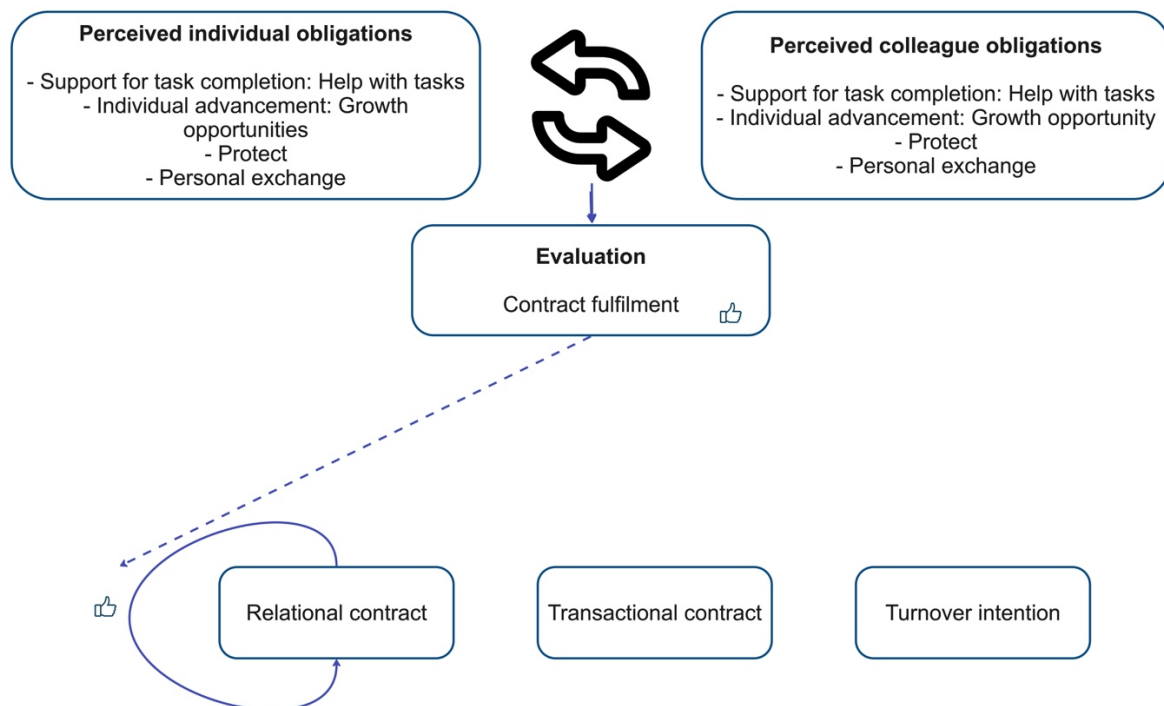 Perceived individual obligations
- Support for task completion: Help with tasks
- Individual advancement: Growth
opportunities
- Protect
- Personal exchange
Perceived colleague obligations
- Support for task completion: Help with tasks
- Individual advancement: Growth opportunity
- Protect
- Personal exchange
Evaluation
Contract fulfilment
Relational contract
Transactional contract
Turnover intention